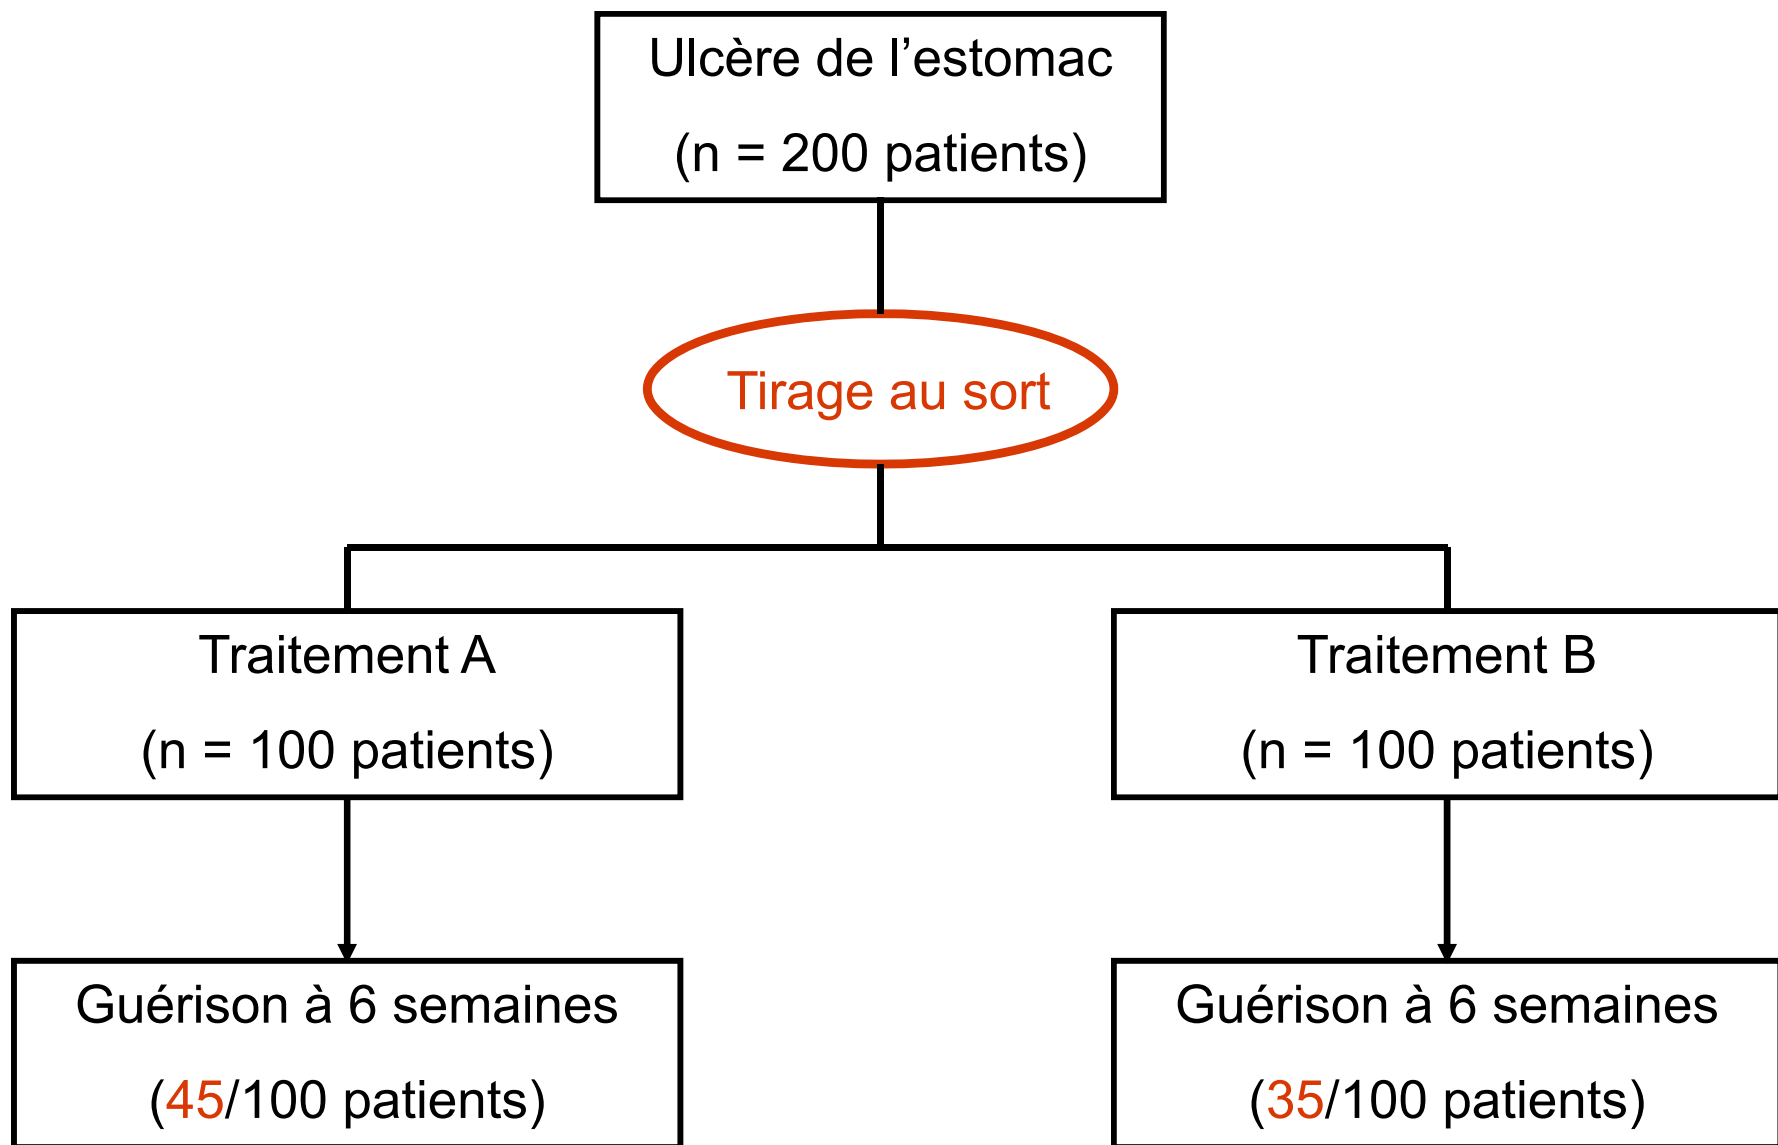 Ulcère de l’estomac
(n = 200 patients)
Tirage au sort
Traitement A
(n = 100 patients)
Traitement B
(n = 100 patients)
Guérison à 6 semaines
(45/100 patients)
Guérison à 6 semaines
(35/100 patients)